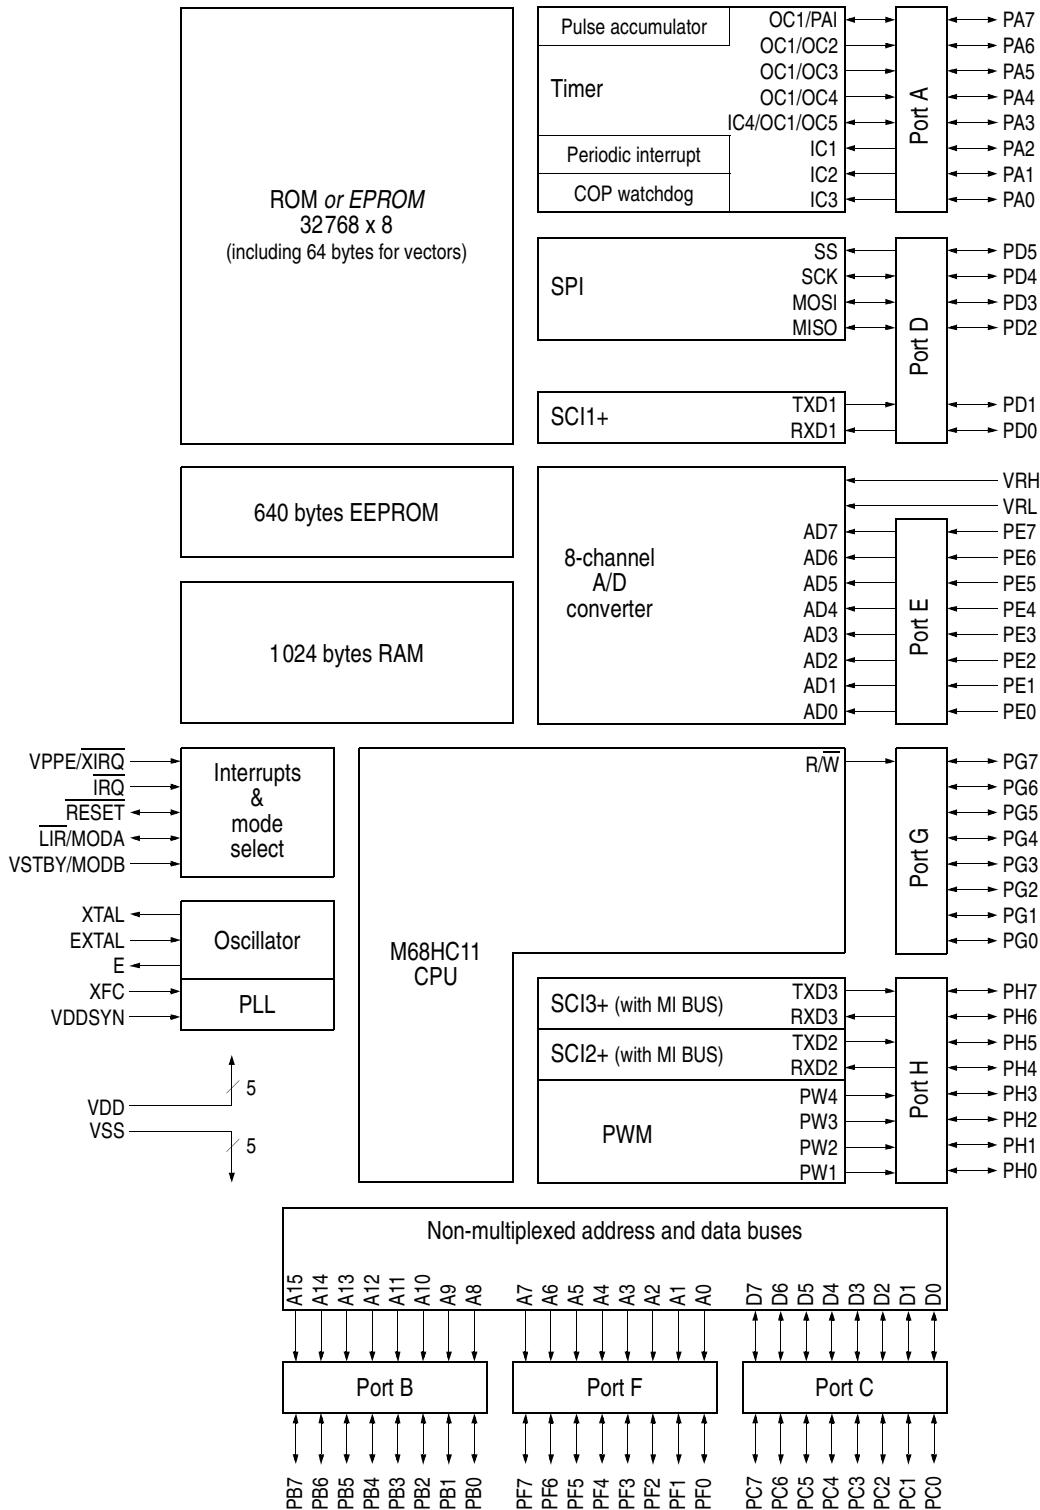 ROM or EPROM
32768 x 8
(including 64 bytes for vectors)
640 bytes EEPROM
1024 bytes RAM
Pulse accumulator
Timer
Periodic interrupt
COP watchdog
OC1/PAI
OC1/OC2
OC1/OC3
OC1/OC4
IC4/OC1/OC5
IC1
IC2
IC3
Port A
PA7
PA6
PA5
PA4
PA3
PA2
PA1
PA0
SPI
SS
SCK
MOSI
MISO
SCI1+
TXD1
RXD1
Port D
PD5
PD4
PD3
PD2
PD1
PD0
8-channel
A/D
converter
VRH
VRL
AD7
AD6
AD5
AD4
AD3
AD2
AD1
AD0
Port E
PE7
PE6
PE5
PE4
PE3
PE2
PE1
PE0
VPPE/XIRQ
IRQ
RESET
LIR/MODA
VSTBY/MODB
Interrupts
&
mode
select
XTAL
EXTAL
E
XFC
VDDSYN
Oscillator
PLL
VDD
VSS
5
5
M68HC11
CPU
R/W
Port G
PG7
PG6
PG5
PG4
PG3
PG2
PG1
PG0
SCI3+ (with MI BUS)
SCI2+ (with MI BUS)
PWM
TXD3
RXD3
TXD2
RXD2
PW4
PW3
PW2
PW1
Port H
PH7
PH6
PH5
PH4
PH3
PH2
PH1
PH0
Non-multiplexed address and data buses
A15
A14
A13
A12
A11
A10
A9
A8
A7
A6
A5
A4
A3
A2
A1
A0
D7
D6
D5
D4
D3
D2
D1
D0
Port B
Port F
Port C
PB7
PB6
PB5
PB4
PB3
PB2
PB1
PB0
PF7
PF6
PF5
PF4
PF3
PF2
PF1
PF0
PC7
PC6
PC5
PC4
PC3
PC2
PC1
PC0